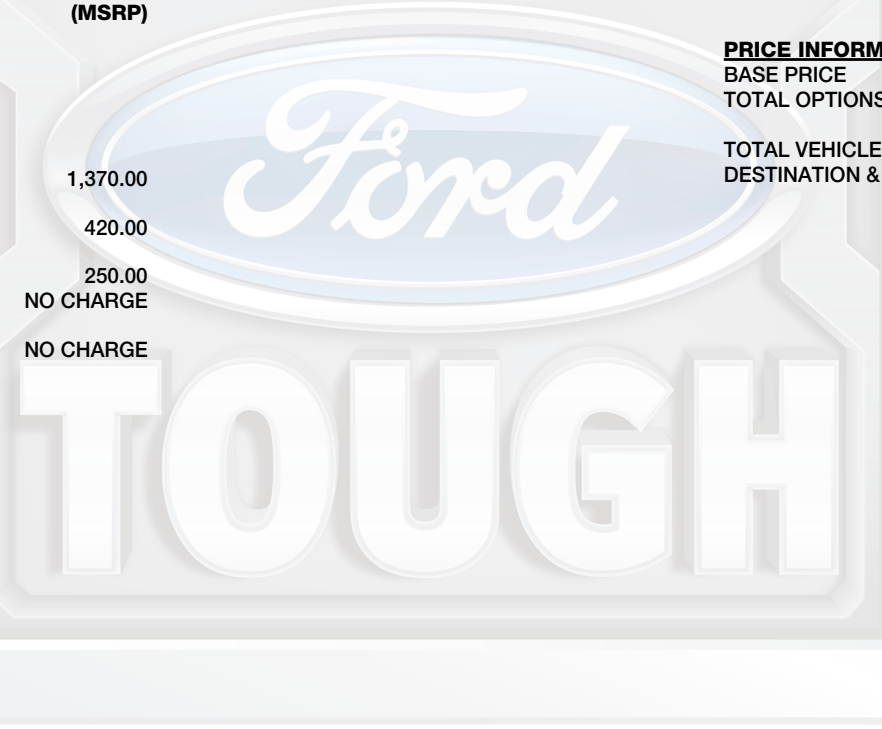 (MSRP)
1,370.00
420.00
250.00
NO CHARGE
NO CHARGE
PRICE INFORM
BASE PRICE
TOTAL OPTIONS
TOTAL VEHICLE
DESTINATION &
Ford
TOUGH